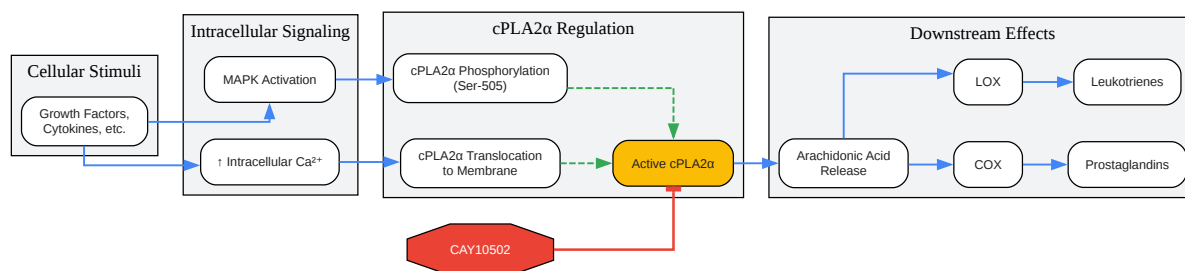 Cellular Stimuli
Growth Factors,
Cytokines, etc.
Intracellular Signaling
MAPK Activation
↑ Intracellular Ca²⁺
cPLA2α Regulation
cPLA2α Phosphorylation
(Ser-505)
cPLA2α Translocation
to Membrane
Active cPLA2α
CAY10502
Downstream Effects
Arachidonic Acid
Release
LOX
Leukotrienes
COX
Prostaglandins